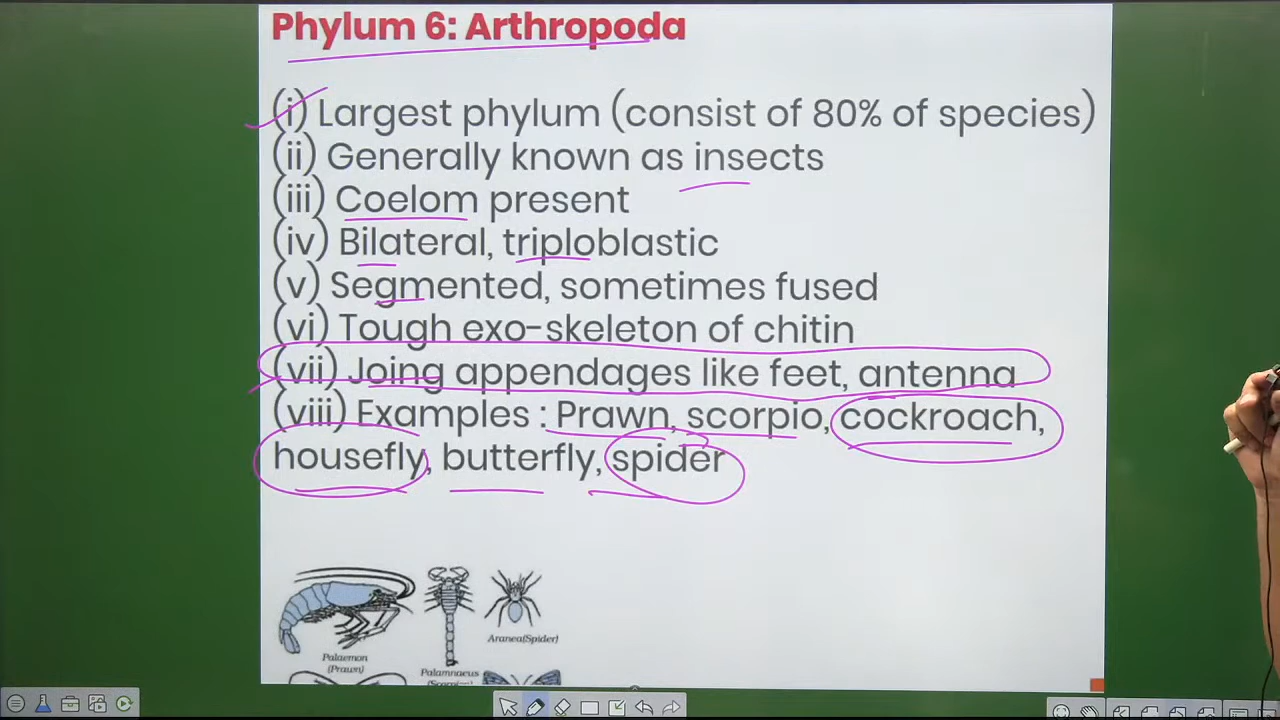 Phylum 6: Arthropoda
(i) Largest phylum (consist of 80% of species)
(ii) Generally known as insects
(iii) Coelom present
(iv) Bilateral, triploblastic
(v) Segmented, sometimes fused
(vi) Tough exo-skeleton of chitin
(vii) Joing appendages like feet, antenna
(viii) Examples : Prawn, scorpio, cockroach,
housefly, butterfly, spider
Aranea(Spider)
Palaemon
(Prawn)
Palamnaeus